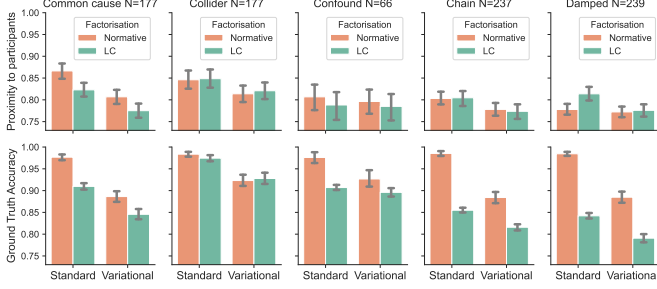 Common cause N=177
Collider N=177
Confound N=66
Chain N=237
Damped N=239
Proximity to participants
1.00
0.95
0.90
0.85
0.80
0.75
Factorisation
Normative
LC
Factorisation
Normative
LC
Factorisation
Normative
LC
Factorisation
Normative
LC
Factorisation
Normative
LC
Ground Truth Accuracy
1.00
0.95
0.90
0.85
0.80
0.75
Standard Variational
Standard Variational
Standard Variational
Standard Variational
Standard Variational